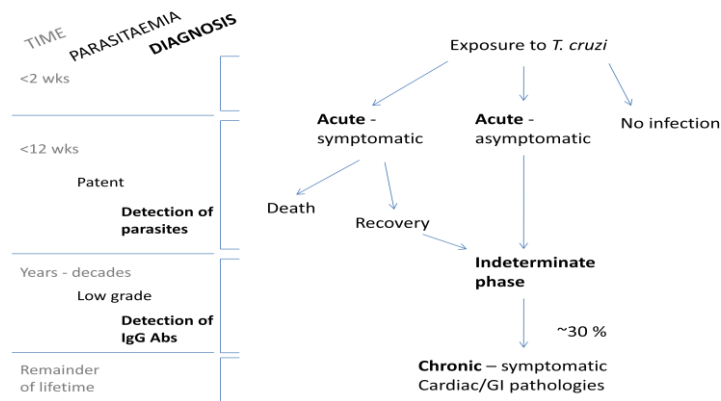 TIME
PARASITAEMIA
DIAGNOSIS
<2 wks
<12 wks
Patent
Detection of
parasites
Years - decades
Low grade
Detection of
IgG Abs
Remainder
of lifetime
Exposure to T. cruzi
Acute -
symptomatic
Acute -
asymptomatic
No infection
Death
Recovery
Indeterminate
phase
~30 %
Chronic – symptomatic
Cardiac/GI pathologies